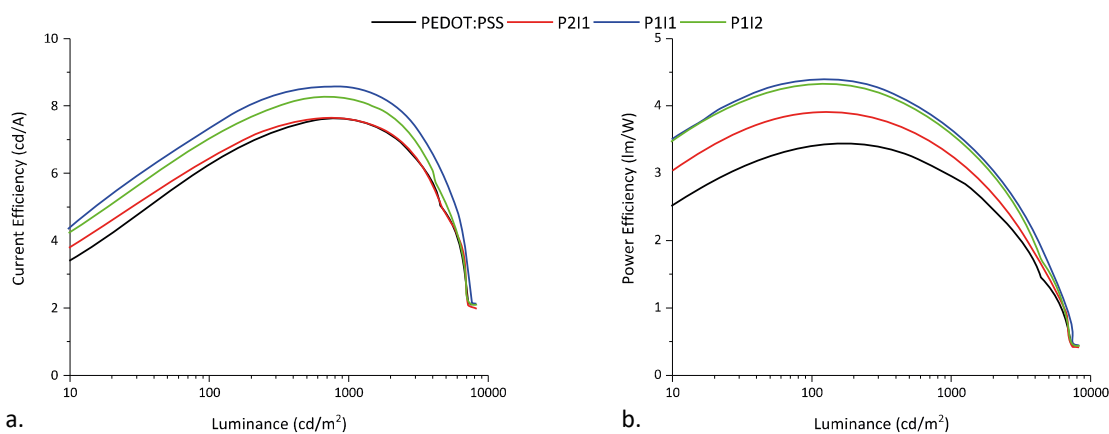 PEDOT:PSS P2I1 P1I1 P1I2
10
8
6
4
2
0
Current Efficiency (cd/A)
10 100 1000 10000
Luminance (cd/m²)
a.
5
4
3
2
1
0
Power Efficiency (lm/W)
10 100 1000 10000
Luminance (cd/m²)
b.